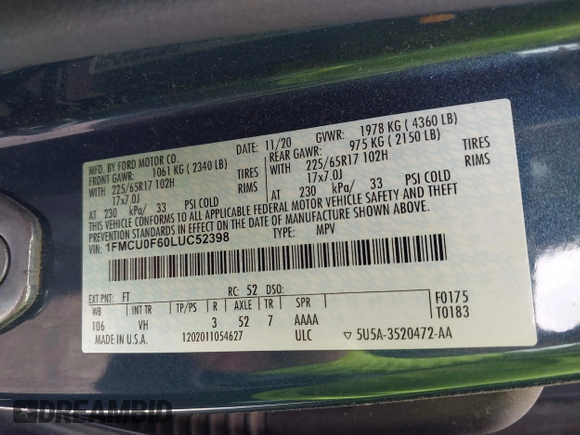 MFD. BY FORD MOTOR CO.
DATE: 11/20 GVWR: 1978 KG ( 4360 LB)
FRONT GAWR: 1061 KG ( 2340 LB) REAR GAWR: 975 KG ( 2150 LB)
WITH 225/65R17 102H TIRES WITH 225/65R17 102H TIRES
17x7.0J RIMS 17x7.0J RIMS
AT 230 kPa/ 33 PSI COLD AT 230 kPa/ 33 PSI COLD
THIS VEHICLE CONFORMS TO ALL APPLICABLE FEDERAL MOTOR VEHICLE SAFETY AND THEFT
PREVENTION STANDARDS IN EFFECT ON THE DATE OF MANUFACTURE SHOWN ABOVE.
VIN: 1FMCU0F60LUC52398 TYPE: MPV
EXT PNT: FT RC: 52 DSO: F0175
WB INT TR TP/PS R AXLE TR SPR T0183
106 VH 3 52 7 AAAA
MADE IN U.S.A. 1202011054627 ULC ▽ 5U5A-3520472-AA
DREAMBID